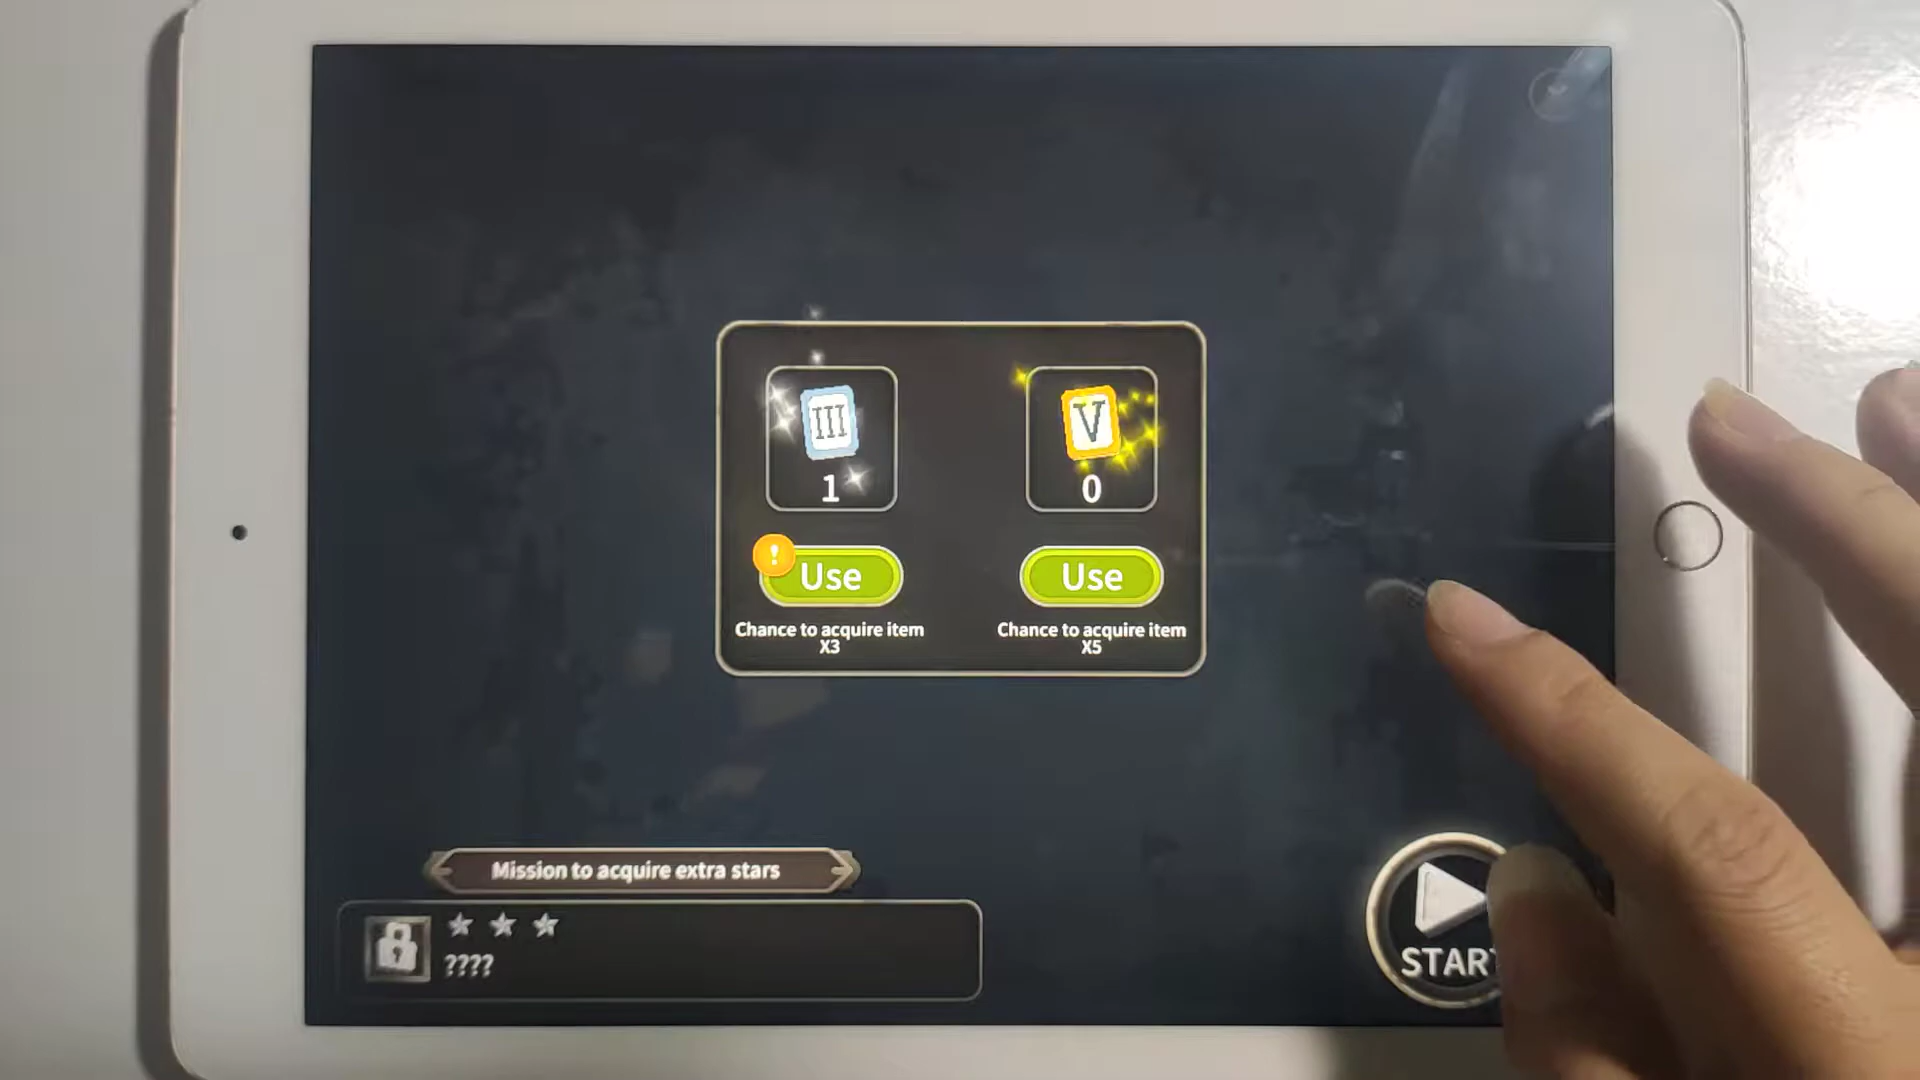 III
V
1
0
!
Use
Use
Chance to acquire item
X3
Chance to acquire item
X5
Mission to acquire extra stars
????
START